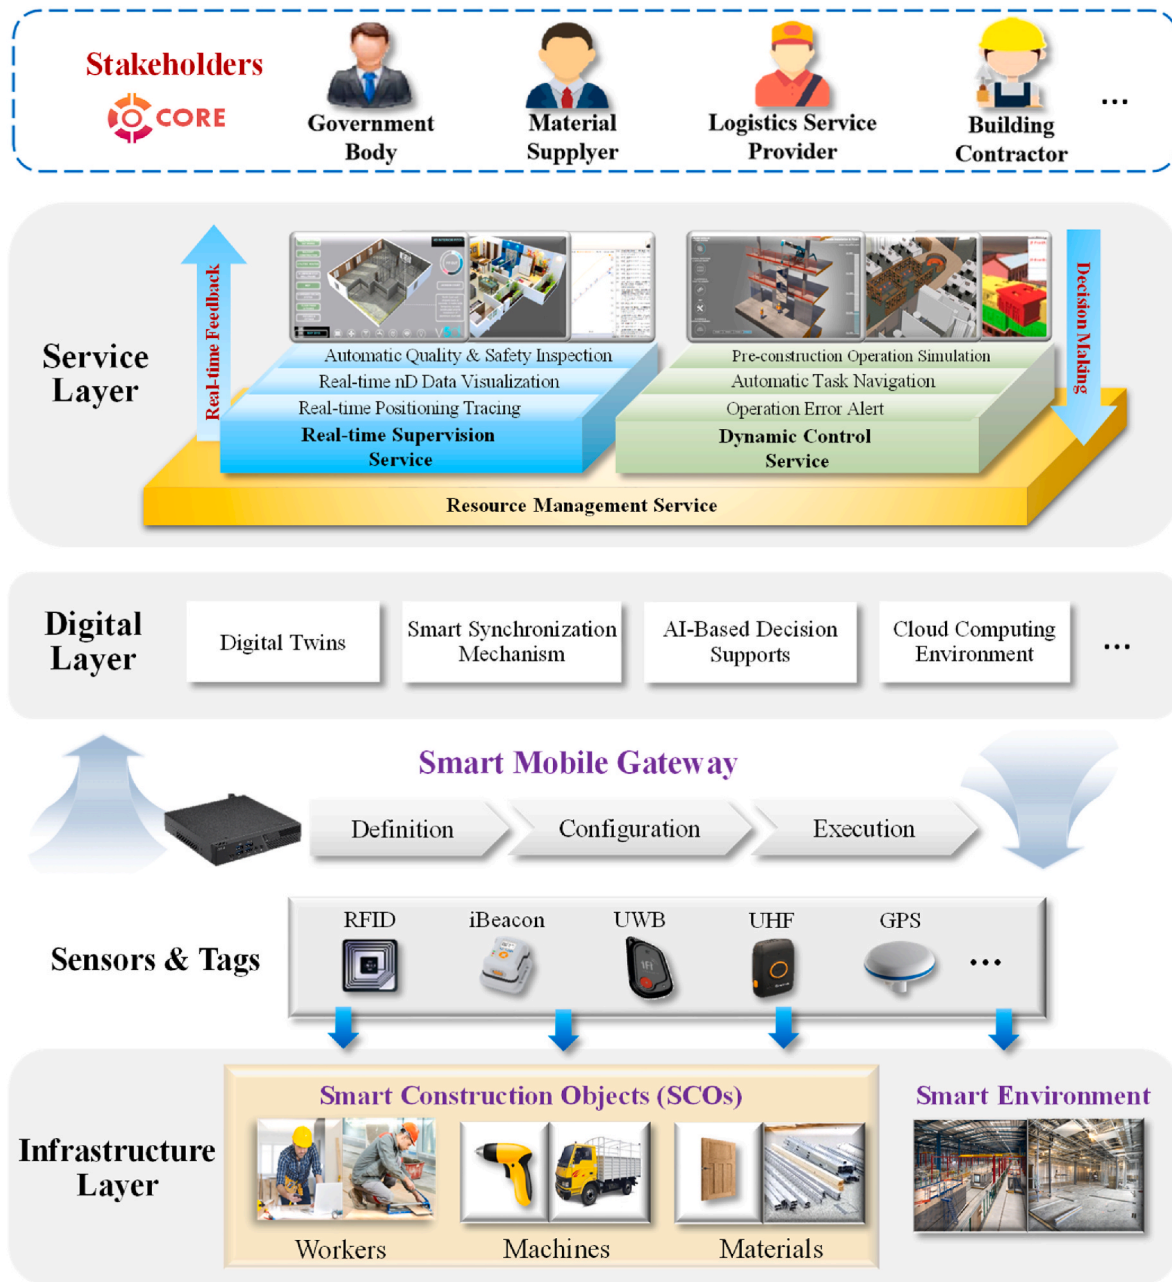 Stakeholders
CORE
Government
Body
Material
Supplyer
Logistics Service
Provider
Building
Contractor
...
Service
Layer
Real-time Feedback
Decision Making
Automatic Quality & Safety Inspection
Real-time nD Data Visualization
Real-time Positioning Tracing
Real-time Supervision
Service
Pre-construction Operation Simulation
Automatic Task Navigation
Operation Error Alert
Dynamic Control
Service
Resource Management Service
Digital
Layer
Digital Twins
Smart Synchronization
Mechanism
AI-Based Decision
Supports
Cloud Computing
Environment
...
Smart Mobile Gateway
Definition
Configuration
Execution
Sensors & Tags
RFID
iBeacon
UWB
UHF
GPS
...
Infrastructure
Layer
Smart Construction Objects (SCOs)
Workers
Machines
Materials
Smart Environment